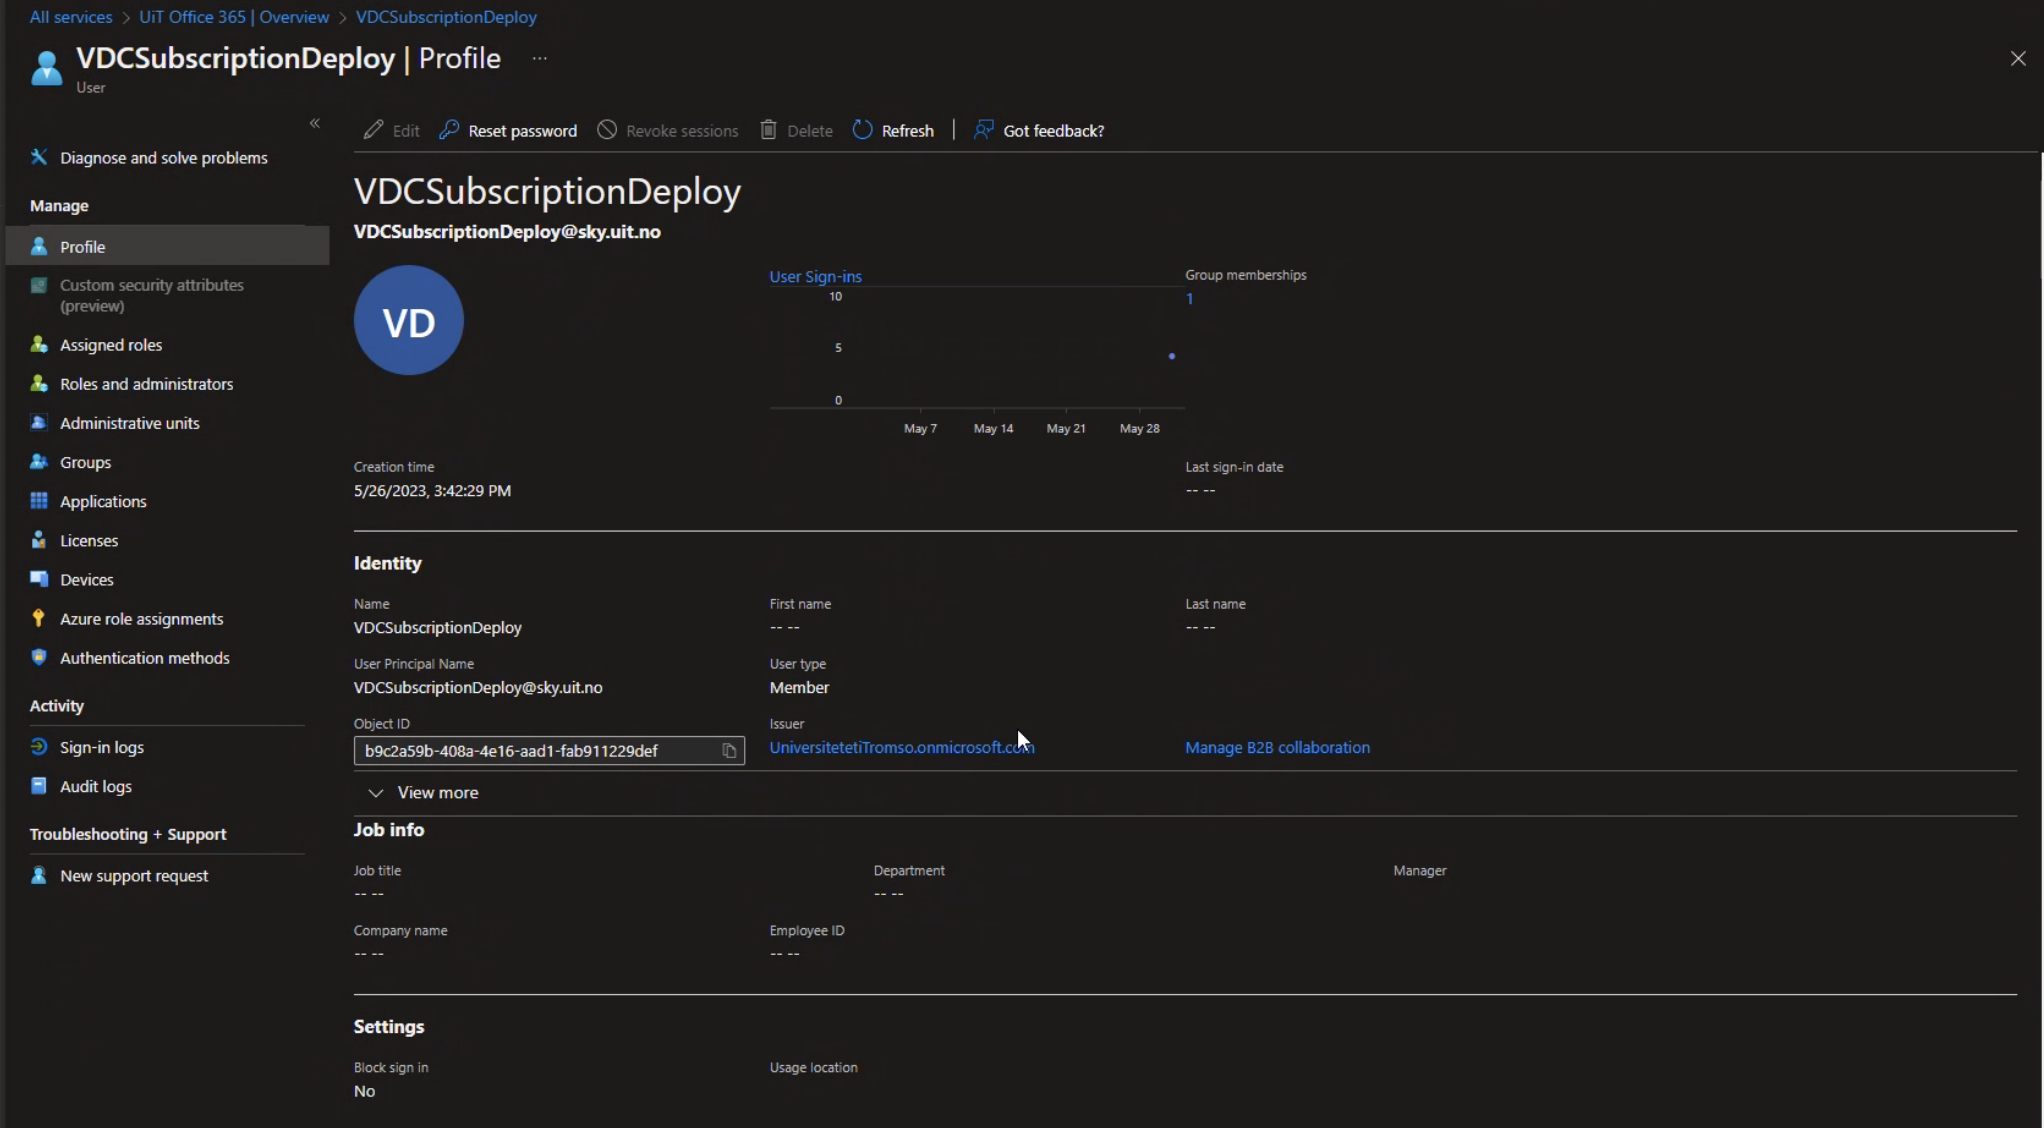 All services > UiT Office 365 | Overview > VDCSubscriptionDeploy
VDCSubscriptionDeploy | Profile ...
User
«
Edit Reset password Revoke sessions Delete Refresh Got feedback?
Diagnose and solve problems
Manage
Profile
Custom security attributes
(preview)
Assigned roles
Roles and administrators
Administrative units
Groups
Applications
Licenses
Devices
Azure role assignments
Authentication methods
Activity
Sign-in logs
Audit logs
Troubleshooting + Support
New support request
VDCSubscriptionDeploy
VDCSubscriptionDeploy@sky.uit.no
VD
User Sign-ins
10
5
0
May 7 May 14 May 21 May 28
Group memberships
1
Creation time
5/26/2023, 3:42:29 PM
Last sign-in date
-- --
Identity
Name
VDCSubscriptionDeploy
First name
-- --
Last name
-- --
User Principal Name
VDCSubscriptionDeploy@sky.uit.no
User type
Member
Object ID
b9c2a59b-408a-4e16-aad1-fab911229def
Issuer
UniversitetetiTromso.onmicrosoft.com
Manage B2B collaboration
View more
Job info
Job title
-- --
Department
-- --
Manager
Company name
-- --
Employee ID
-- --
Settings
Block sign in
No
Usage location